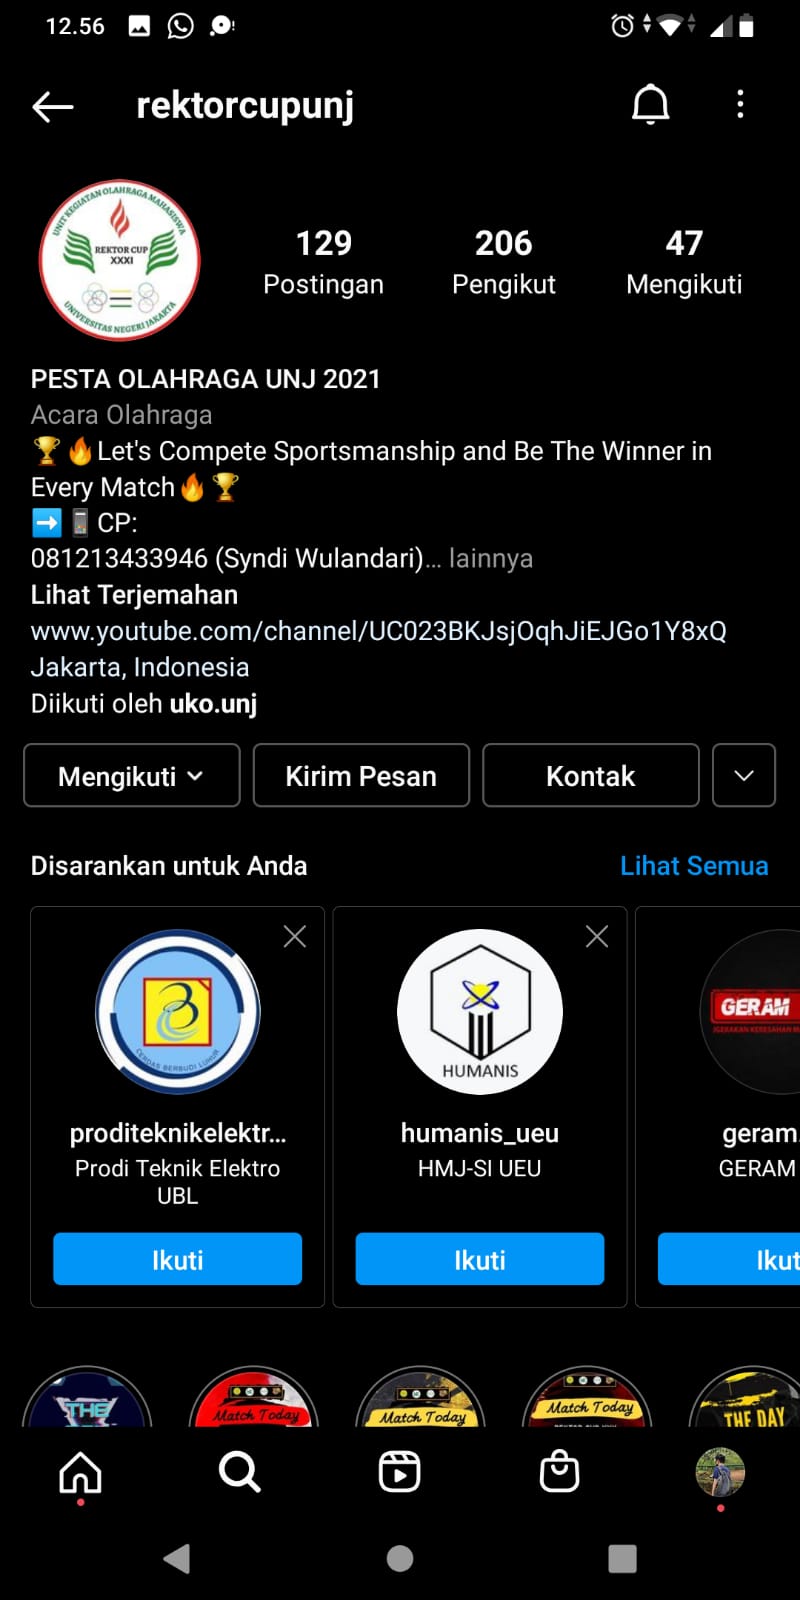 12.56
rektorcupunj
UNIT KEGIATAN OLAHRAGA MAHASISWA
REKTOR CUP
XXXI
UNIVERSITAS NEGERI JAKARTA
129
206
47
Postingan
Pengikut
Mengikuti
PESTA OLAHRAGA UNJ 2021
Acara Olahraga
🏆🔥Let's Compete Sportsmanship and Be The Winner in
Every Match🔥🏆
➡️📱CP:
081213433946 (Syndi Wulandari)... lainnya
Lihat Terjemahan
www.youtube.com/channel/UC023BKJsjOqhJiEJGo1Y8xQ
Jakarta, Indonesia
Diikuti oleh uko.unj
Mengikuti
Kirim Pesan
Kontak
Disarankan untuk Anda
Lihat Semua
CERDAS BERBUDI LUHUR
HUMANIS
GERAM
proditeknikelektr...
humanis_ueu
geram.
Prodi Teknik Elektro
UBL
HMJ-SI UEU
GERAM
Ikuti
Ikuti
Ikut
THE
Match Today
Match Today
Match Today
THE DAY